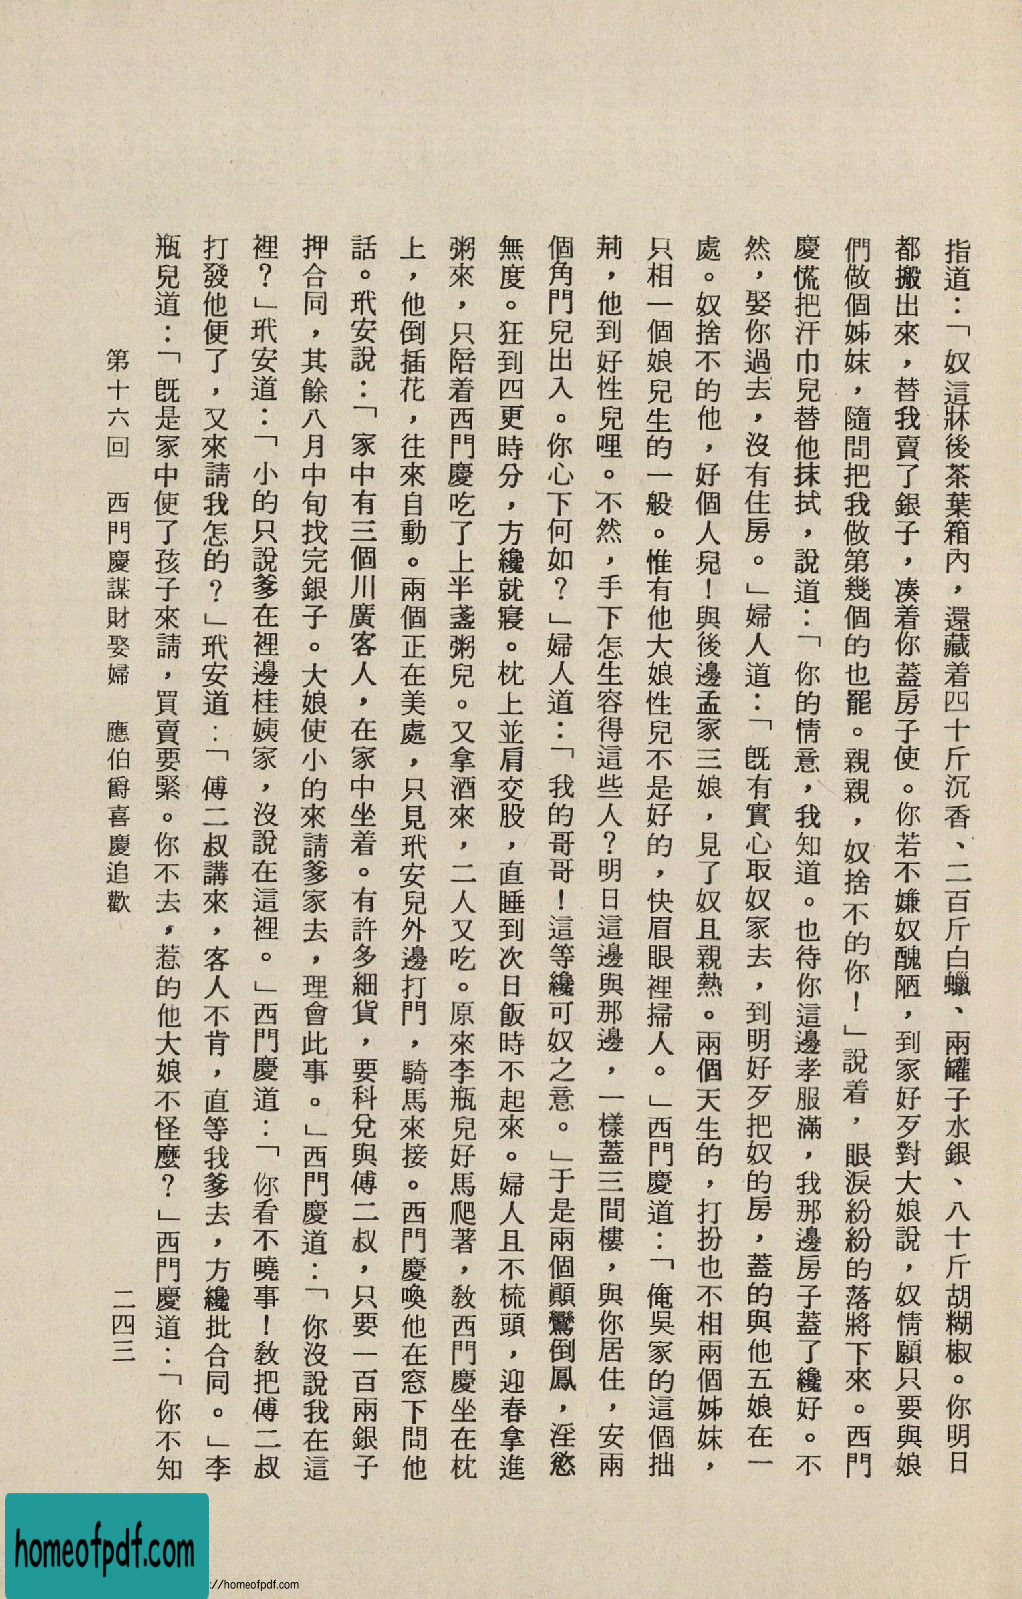 指道：「奴這牀後茶葉箱內，還藏着四十斤沉香、二百斤白蠟、兩罐子水銀、八十斤胡糊椒。你明日
都搬出來，替我賣了銀子，凑着你蓋房子使。你若不嫌奴醜陋，到家好歹對大娘說，奴情願只要與娘
們做個姊妹，隨問把我做第幾個的也罷。親親，奴捨不的你！」說着，眼淚紛紛的落將下來。西門
慶慌把汗巾兒替他抹拭，說道：「你的情意，我知道。也待你這邊孝服滿，我那邊房子蓋了纔好。不
然，娶你過去，沒有住房。」婦人道：「既有實心取奴家去，到明好歹把奴的房，蓋的與他五娘在一
處。奴捨不的他，好個人兒！與後邊孟家三娘，見了奴且親熱。兩個天生的，打扮也不相兩個姊妹，
只相一個娘兒生的一般。惟有他大娘性兒不是好的，快眉眼裡掃人。」西門慶道：「俺吳家的這個拙
荊，他到好性兒哩。不然，手下怎生容得這些人？明日這邊與那邊，一樣蓋三間樓，與你居住，安兩
個角門兒出入。你心下何如？」婦人道：「我的哥哥！這等纔可奴之意。」于是兩個顛鸞倒鳳，淫慾
無度。狂到四更時分，方纔就寢。枕上並肩交股，直睡到次日飯時不起來。婦人且不梳頭，迎春拿進
粥來，只陪着西門慶吃了上半盞粥兒。又拿酒來，二人又吃。原來李瓶兒好馬爬著，教西門慶坐在枕
上，他倒插花，往來自動。兩個正在美處，只見玳安兒外邊打門，騎馬來接。西門慶喚他在窓下問他
話。玳安說：「家中有三個川廣客人，在家中坐着。有許多細貨，要科兌與傅二叔，只要一百兩銀子
押合同，其餘八月中旬找完銀子。大娘使小的來請爹家去，理會此事。」西門慶道：「你沒說我在這
裡？」玳安道：「小的只說爹在裡邊桂姨家，沒說在這裡。」西門慶道：「你看不曉事！教把傅二叔
打發他便了，又來請我怎的？」玳安道：「傅二叔講來，客人不肯，直等我爹去，方纔批合同。」李
瓶兒道：「既是家中使了孩子來請，買賣要緊。你不去，惹的他大娘不怪麼？」西門慶道：「你不知
第十六回　西門慶謀財娶婦　應伯爵喜慶追歡　二四三
homeofpdf.com
://homeofpdf.com